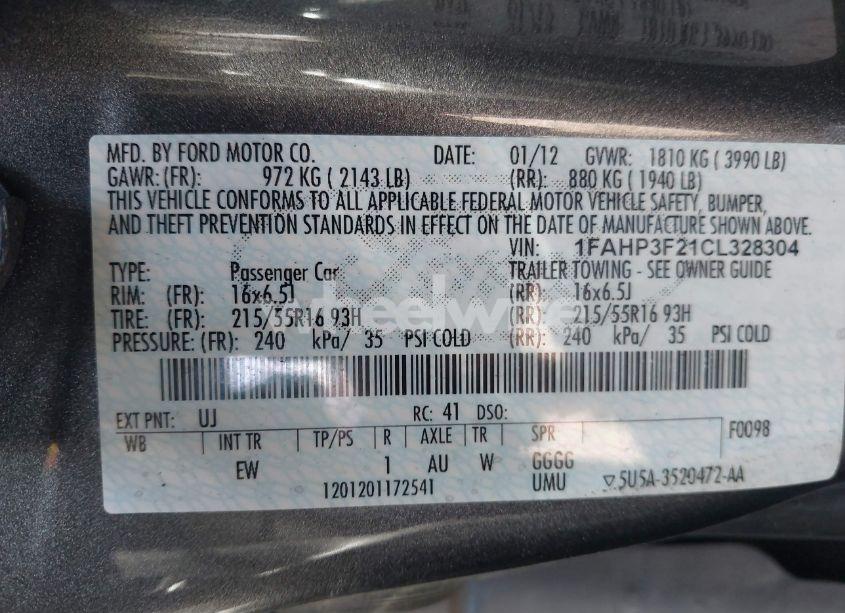 MFD. BY FORD MOTOR CO. DATE: 01/12 GVWR: 1810 KG ( 3990 LB)
GAWR: (FR): 972 KG ( 2143 LB) (RR): 880 KG ( 1940 LB)
THIS VEHICLE CONFORMS TO ALL APPLICABLE FEDERAL MOTOR VEHICLE SAFETY, BUMPER,
AND THEFT PREVENTION STANDARDS IN EFFECT ON THE DATE OF MANUFACTURE SHOWN ABOVE.
VIN: 1FAHP3F21CL328304
TYPE: Passenger Car TRAILER TOWING - SEE OWNER GUIDE
RIM: (FR): 16x6.5J (RR): 16x6.5J
TIRE: (FR): 215/55R16 93H (RR): 215/55R16 93H
PRESSURE: (FR): 240 kPa/ 35 PSI COLD (RR): 240 kPa/ 35 PSI COLD
EXT PNT: UJ RC: 41 DSO:
WB INT TR TP/PS R AXLE TR SPR F0098
EW 1 AU W GGGG
1201201172541 UMU ▽5U5A-3520472-AA